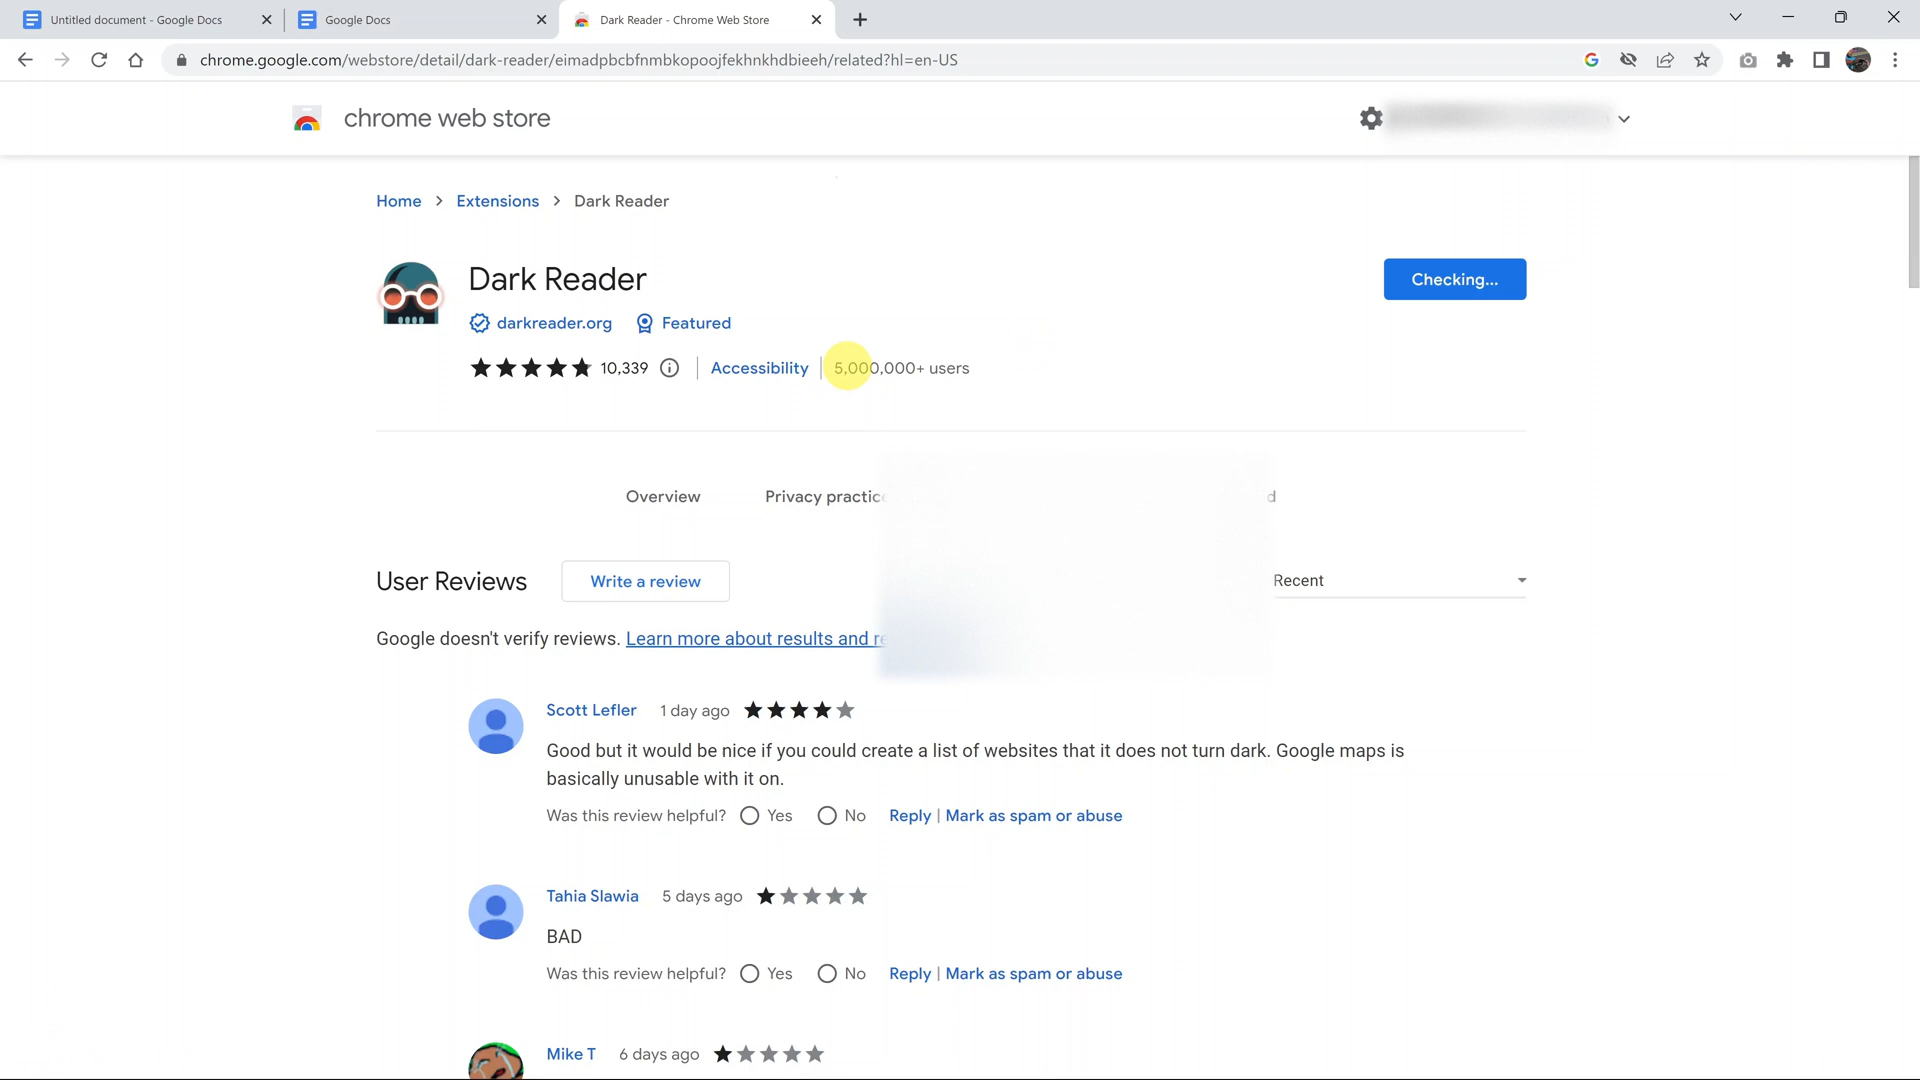 Untitled document - Google Docs
Google Docs
Dark Reader - Chrome Web Store
chrome.google.com/webstore/detail/dark-reader/eimadpbcbfnmbkopoojfekhnkhdbieeh/related?hl=en-US
chrome web store
Home > Extensions > Dark Reader
Dark Reader
Checking...
darkreader.org Featured
10,339 Accessibility 5,000,000+ users
Overview
User Reviews Write a review Recent
Google doesn't verify reviews. Learn more about results and
Scott Lefler 1 day ago
Good but it would be nice if you could create a list of websites that it does not turn dark. Google maps is
basically unusable with it on.
Was this review helpful? Yes No Reply | Mark as spam or abuse
Tahia Slawia 5 days ago
BAD
Was this review helpful? Yes No Reply | Mark as spam or abuse
Mike T 6 days ago